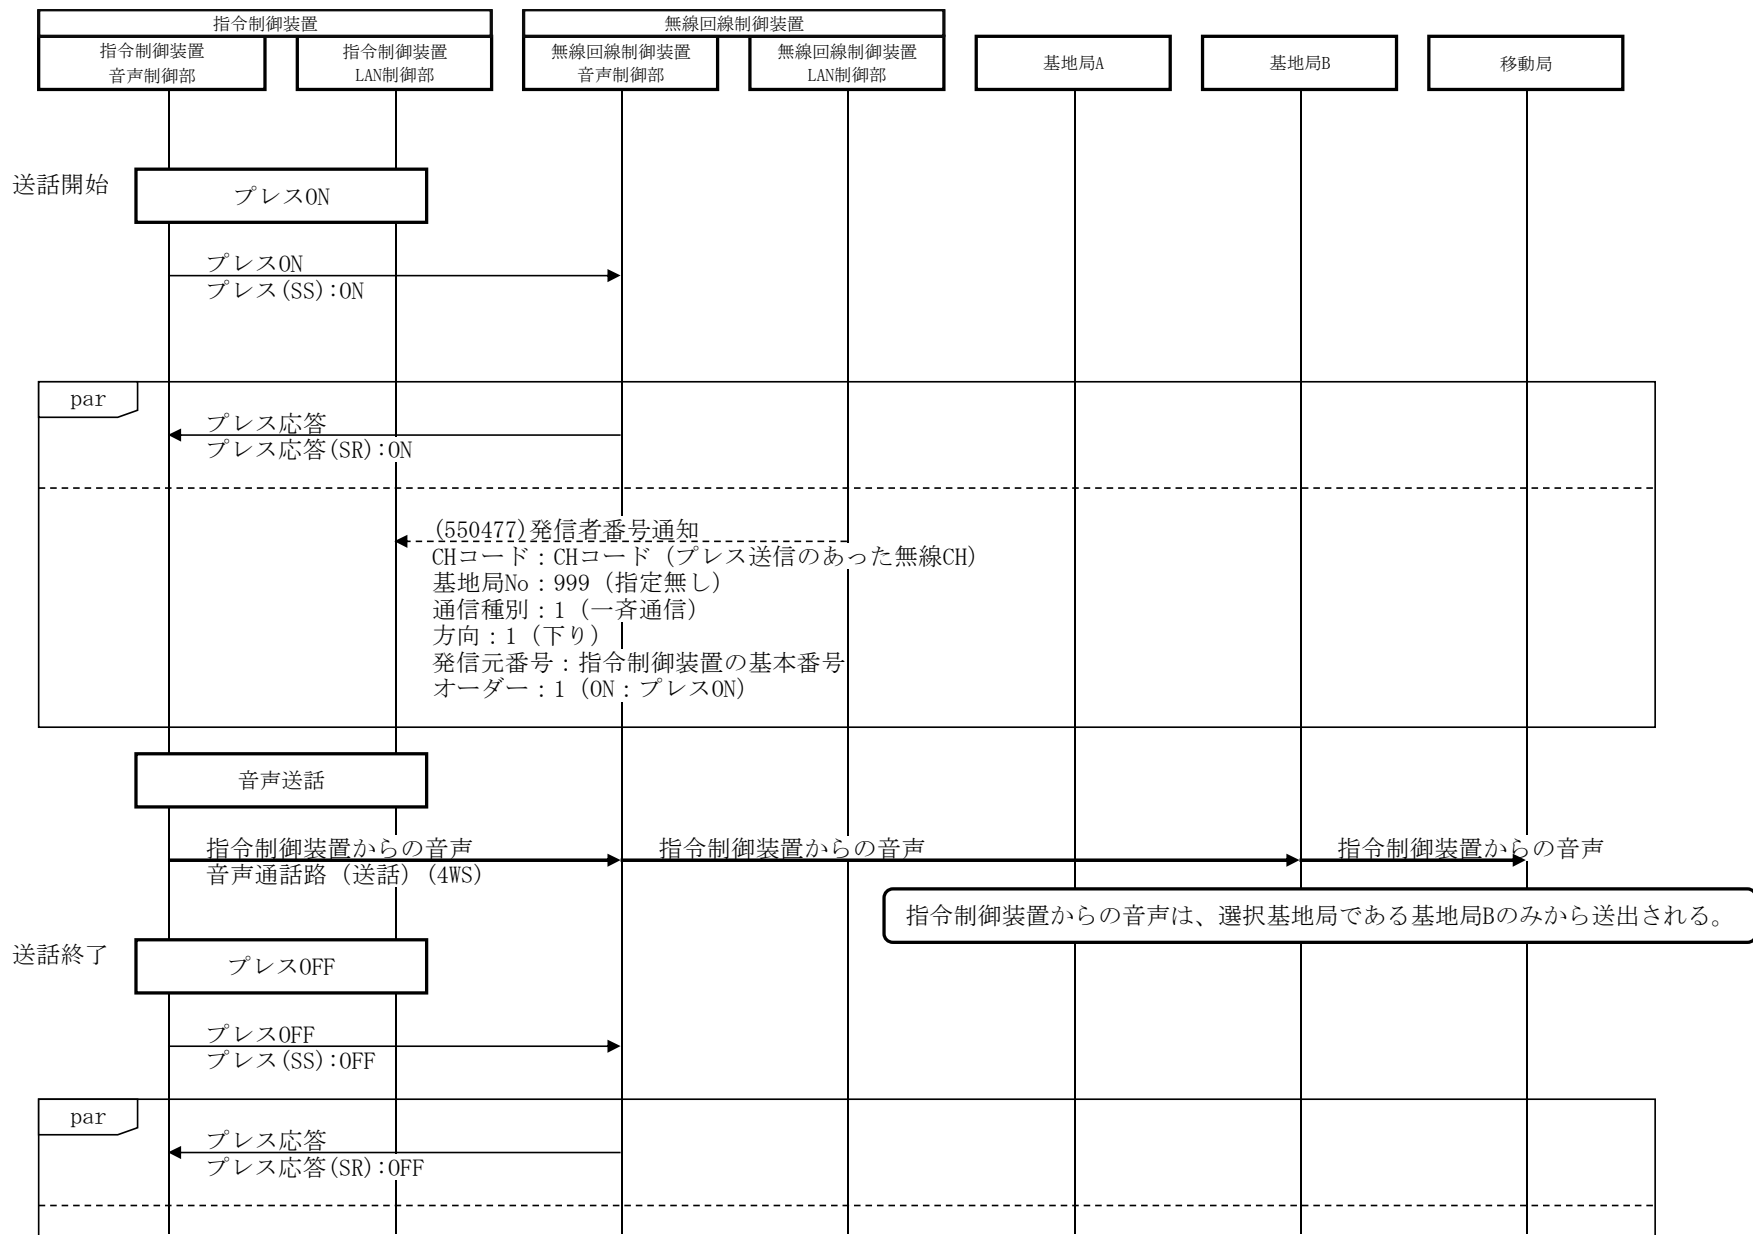 指令制御装置
無線回線制御装置
指令制御装置
音声制御部
指令制御装置
LAN制御部
無線回線制御装置
音声制御部
無線回線制御装置
LAN制御部
基地局A
基地局B
移動局
送話開始
プレスON
プレスON
プレス(SS):ON
par
プレス応答
プレス応答(SR):ON
(550477)発信者番号通知
CHコード：CHコード（プレス送信のあった無線CH）
基地局No：999（指定無し）
通信種別：1（一斉通信）
方向：1（下り）
発信元番号：指令制御装置の基本番号
オーダー：1（ON：プレスON）
音声送話
指令制御装置からの音声
音声通話路（送話）(4WS)
指令制御装置からの音声
指令制御装置からの音声
指令制御装置からの音声は、選択基地局である基地局Bのみから送出される。
送話終了
プレスOFF
プレスOFF
プレス(SS):OFF
par
プレス応答
プレス応答(SR):OFF